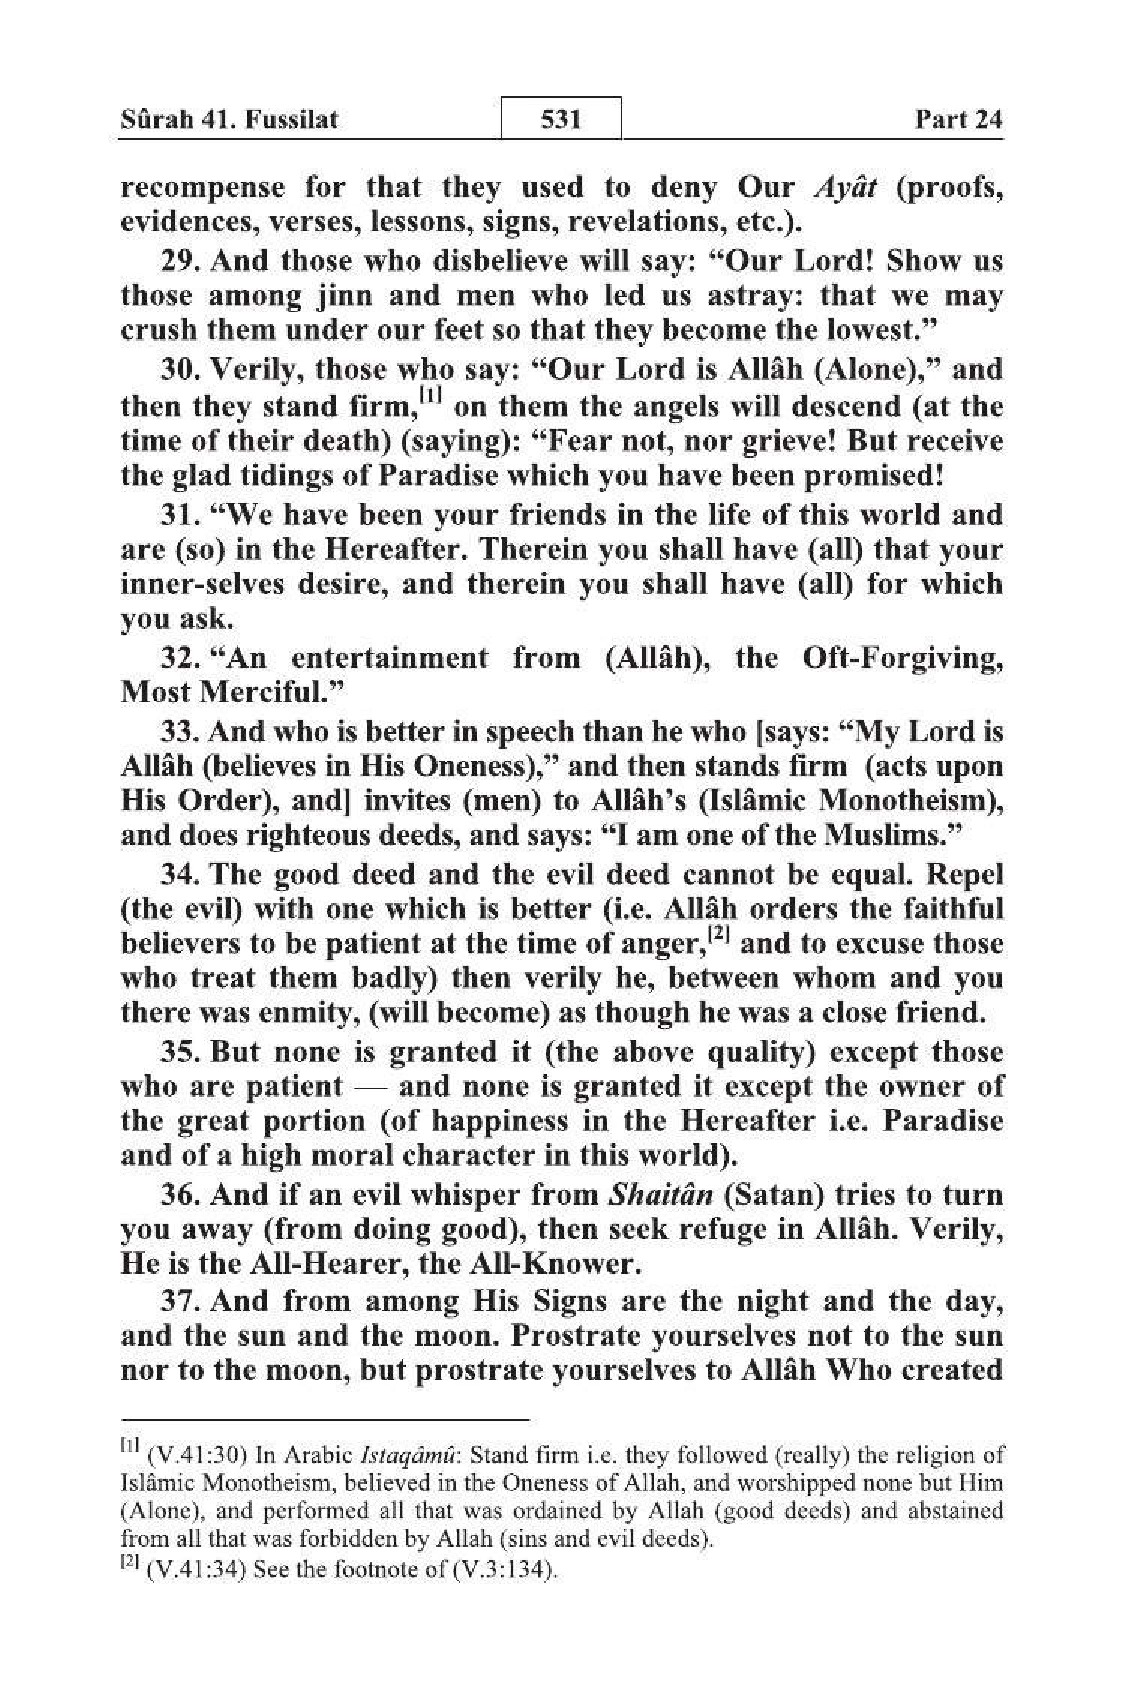 Sûrah 41. Fussilat 531 Part 24
recompense for that they used to deny Our Ayât (proofs,
evidences, verses, lessons, signs, revelations, etc.).
29. And those who disbelieve will say: “Our Lord! Show us
those among jinn and men who led us astray: that we may
crush them under our feet so that they become the lowest.”
30. Verily, those who say: “Our Lord is Allâh (Alone),” and
then they stand firm,[1] on them the angels will descend (at the
time of their death) (saying): “Fear not, nor grieve! But receive
the glad tidings of Paradise which you have been promised!
31. “We have been your friends in the life of this world and
are (so) in the Hereafter. Therein you shall have (all) that your
inner-selves desire, and therein you shall have (all) for which
you ask.
32. “An entertainment from (Allâh), the Oft-Forgiving,
Most Merciful.”
33. And who is better in speech than he who [says: “My Lord is
Allâh (believes in His Oneness),” and then stands firm (acts upon
His Order), and] invites (men) to Allâh’s (Islâmic Monotheism),
and does righteous deeds, and says: “I am one of the Muslims.”
34. The good deed and the evil deed cannot be equal. Repel
(the evil) with one which is better (i.e. Allâh orders the faithful
believers to be patient at the time of anger,[2] and to excuse those
who treat them badly) then verily he, between whom and you
there was enmity, (will become) as though he was a close friend.
35. But none is granted it (the above quality) except those
who are patient — and none is granted it except the owner of
the great portion (of happiness in the Hereafter i.e. Paradise
and of a high moral character in this world).
36. And if an evil whisper from Shaitân (Satan) tries to turn
you away (from doing good), then seek refuge in Allâh. Verily,
He is the All-Hearer, the All-Knower.
37. And from among His Signs are the night and the day,
and the sun and the moon. Prostrate yourselves not to the sun
nor to the moon, but prostrate yourselves to Allâh Who created
[1] (V.41:30) In Arabic Istaqâmû: Stand firm i.e. they followed (really) the religion of
Islâmic Monotheism, believed in the Oneness of Allah, and worshipped none but Him
(Alone), and performed all that was ordained by Allah (good deeds) and abstained
from all that was forbidden by Allah (sins and evil deeds).
[2] (V.41:34) See the footnote of (V.3:134).